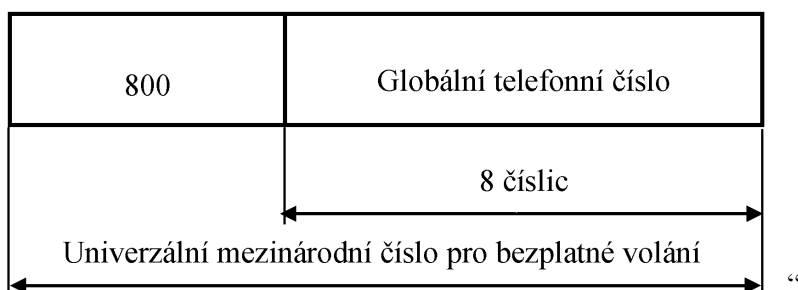 800 Globální telefonní číslo
8 číslic
Univerzální mezinárodní číslo pro bezplatné volání
“